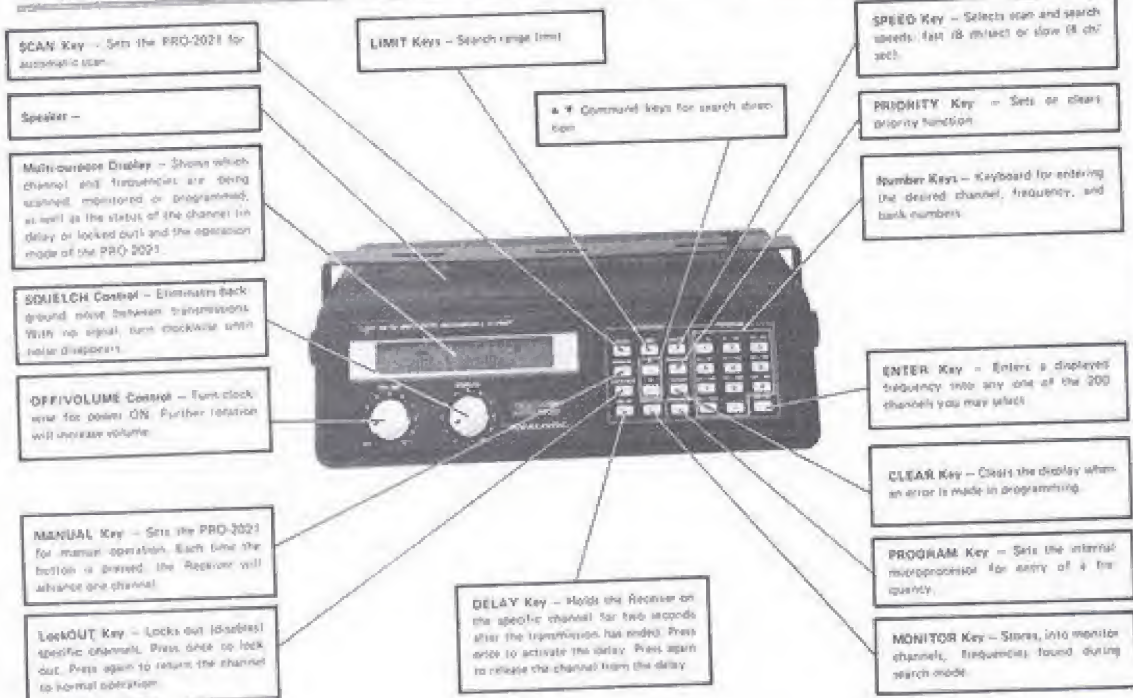 SCAN Key – Sets the PRO-2021 for
automatic scan.
Speaker –
Multi-purpose Display – Shows which
channel and frequencies are being
scanned, monitored or programmed,
as well as the status of the channel (in
delay or locked out) and the operation
mode of the PRO-2021
SQUELCH Control – Eliminates back-
ground noise between transmissions.
With no signal, turn clockwise until
noise disappears.
OFF/VOLUME Control – Turn clock-
wise for power ON. Further rotation
will increase volume.
MANUAL Key – Sets the PRO-2021
for manual operation. Each time the
button is pressed, the Receiver will
advance one channel.
LockOUT Key – Locks out (disables)
specific channels. Press once to lock
out. Press again to return the channel
to normal operation.
LIMIT Keys – Search range limit
▲ ▼ Command keys for search direc-
tion
DELAY Key – Holds the Receiver on
the specific channel for two seconds
after the transmission has ended. Press
once to activate the delay. Press again
to release the channel from the delay.
SPEED Key – Selects scan and search
speeds: fast (8 ch/sec) or slow (4 ch/
sec).
PRIORITY Key – Sets or clears
priority function.
Number Keys – Keyboard for entering
the desired channel, frequency, and
bank numbers.
ENTER Key – Enters a displayed
frequency into any one of the 200
channels you may select.
CLEAR Key – Clears the display when
an error is made in programming.
PROGRAM Key – Sets the internal
microprocessor for entry of a fre-
quency.
MONITOR Key – Stores, into monitor
channels, frequencies found during
search mode.